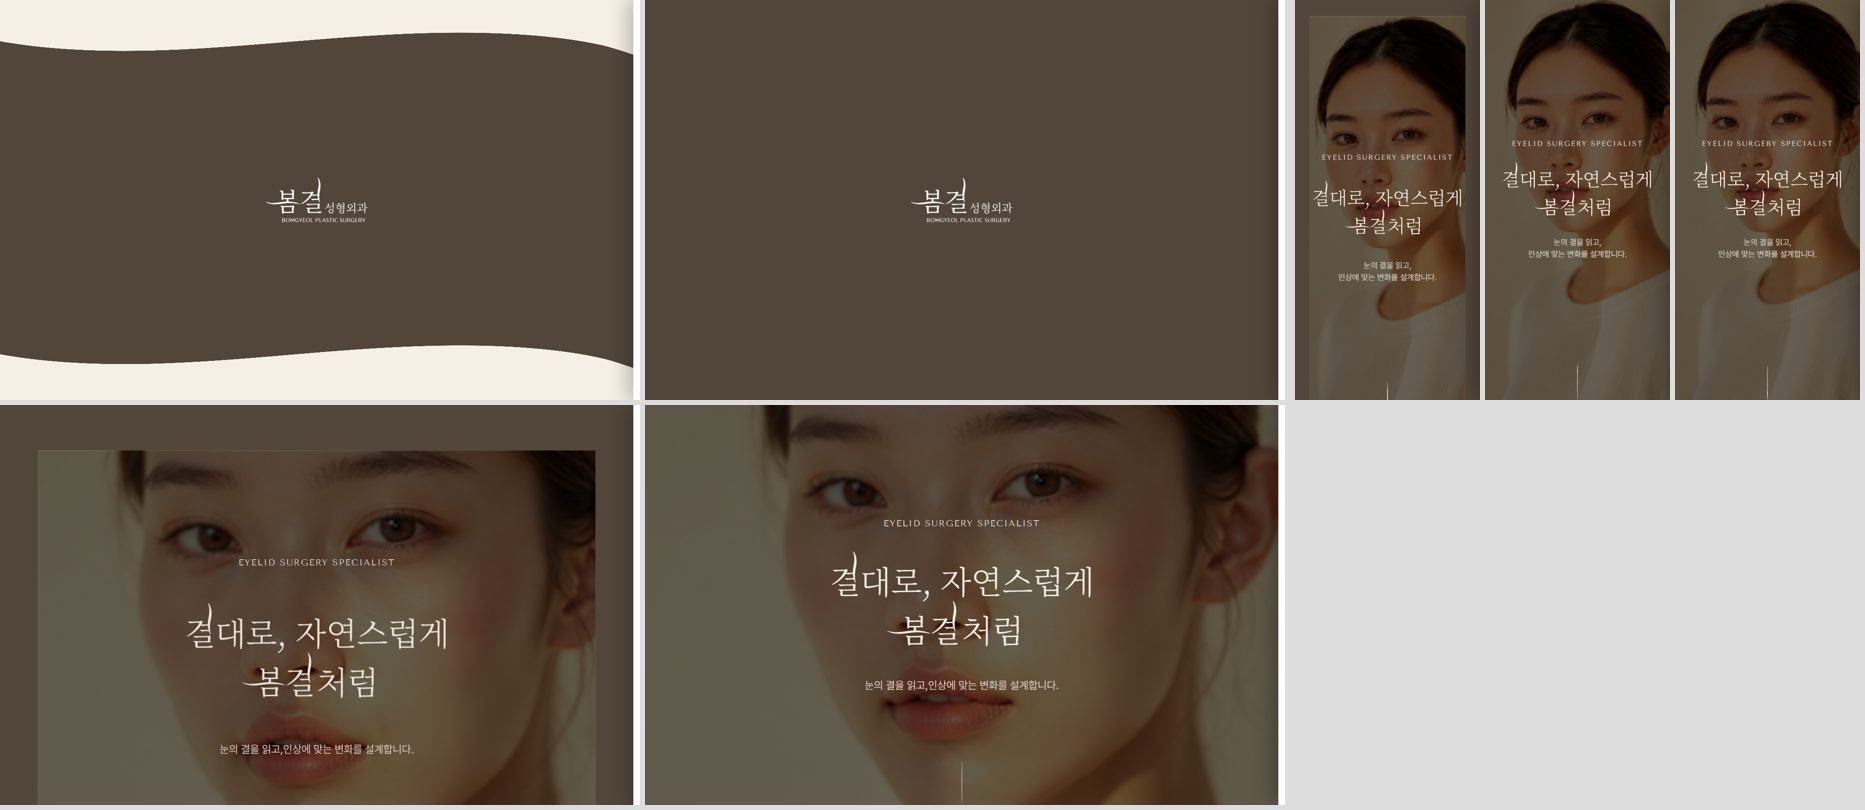 봄결성형외과
BOMGYEOL PLASTIC SURGERY
봄결성형외과
BOMGYEOL PLASTIC SURGERY
EYELID SURGERY SPECIALIST
결대로, 자연스럽게
봄결처럼
눈의 결을 읽고,
인상에 맞는 변화를 설계합니다.
EYELID SURGERY SPECIALIST
결대로, 자연스럽게
봄결처럼
눈의 결을 읽고,
인상에 맞는 변화를 설계합니다.
EYELID SURGERY SPECIALIST
결대로, 자연스럽게
봄결처럼
눈의 결을 읽고,
인상에 맞는 변화를 설계합니다.
EYELID SURGERY SPECIALIST
결대로, 자연스럽게
봄결처럼
눈의 결을 읽고,인상에 맞는 변화를 설계합니다.
EYELID SURGERY SPECIALIST
결대로, 자연스럽게
봄결처럼
눈의 결을 읽고,인상에 맞는 변화를 설계합니다.